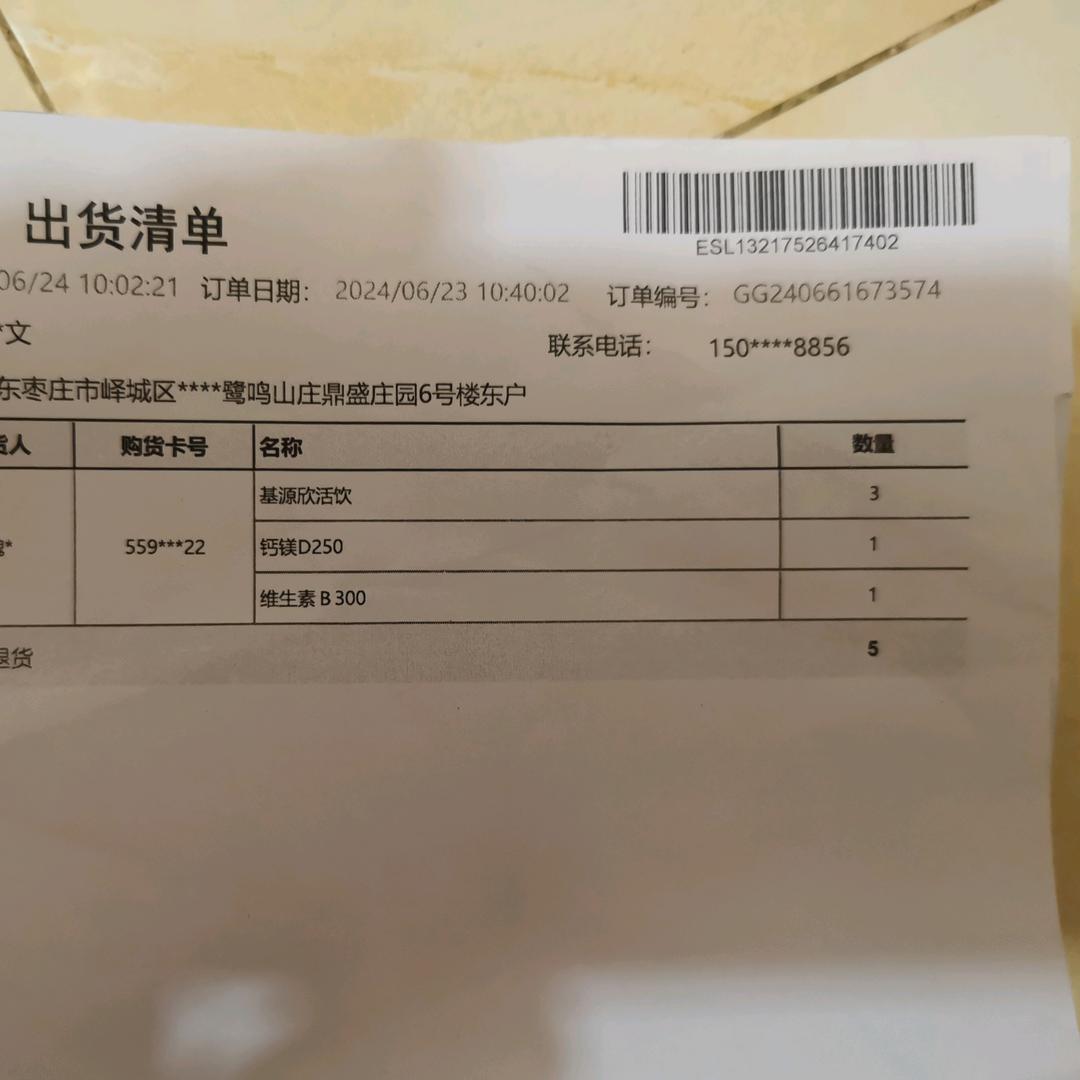 ESL13217526417402
出货清单
06/24 10:02:21 订单日期： 2024/06/23 10:40:02 订单编号： GG240661673574
*文 联系电话： 150****8856
东枣庄市峄城区****鹭鸣山庄鼎盛庄园6号楼东户
货人 购货卡号 名称 数量
基源欣活饮 3
559***22 钙镁D250 1
维生素 B 300 1
退货 5